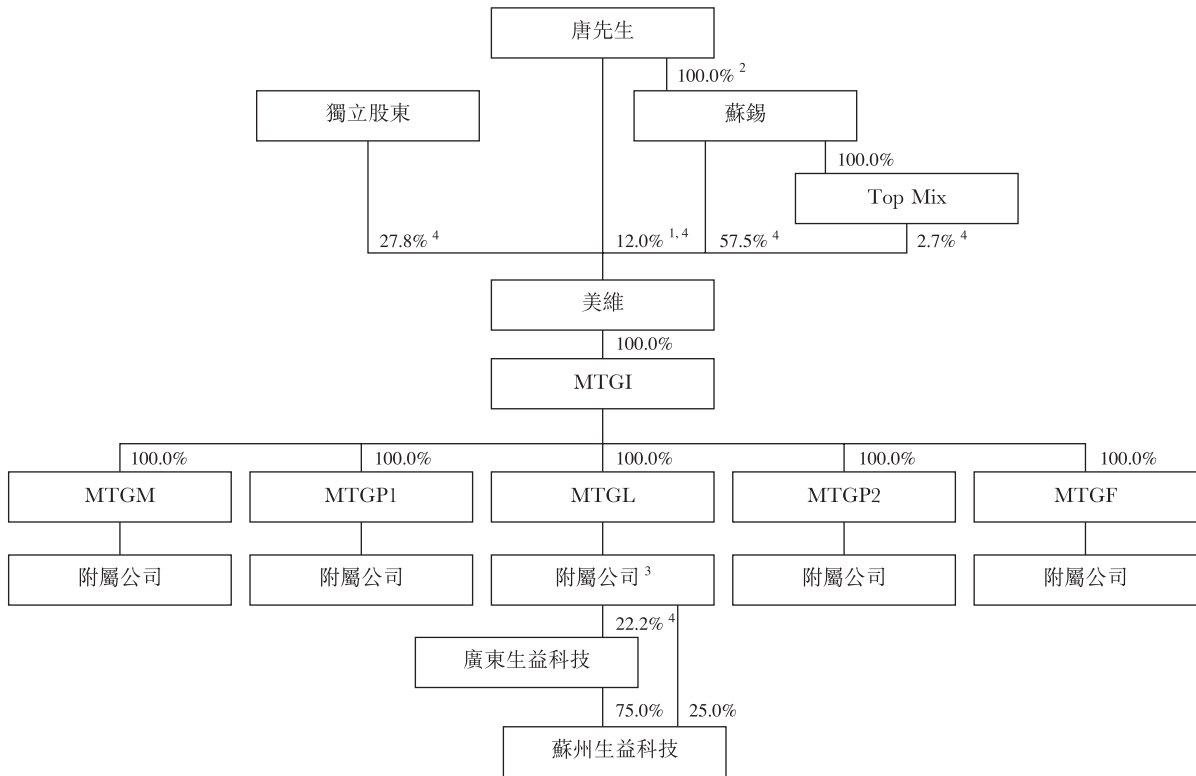 唐先生
100.0% 2
獨立股東
蘇錫
100.0%
Top Mix
27.8% 4
12.0% 1, 4
57.5% 4
2.7% 4
美維
100.0%
MTGI
100.0%
100.0%
100.0%
100.0%
100.0%
MTGM
MTGP1
MTGL
MTGP2
MTGF
附屬公司
附屬公司
附屬公司 3
附屬公司
附屬公司
22.2% 4
廣東生益科技
75.0%
25.0%
蘇州生益科技